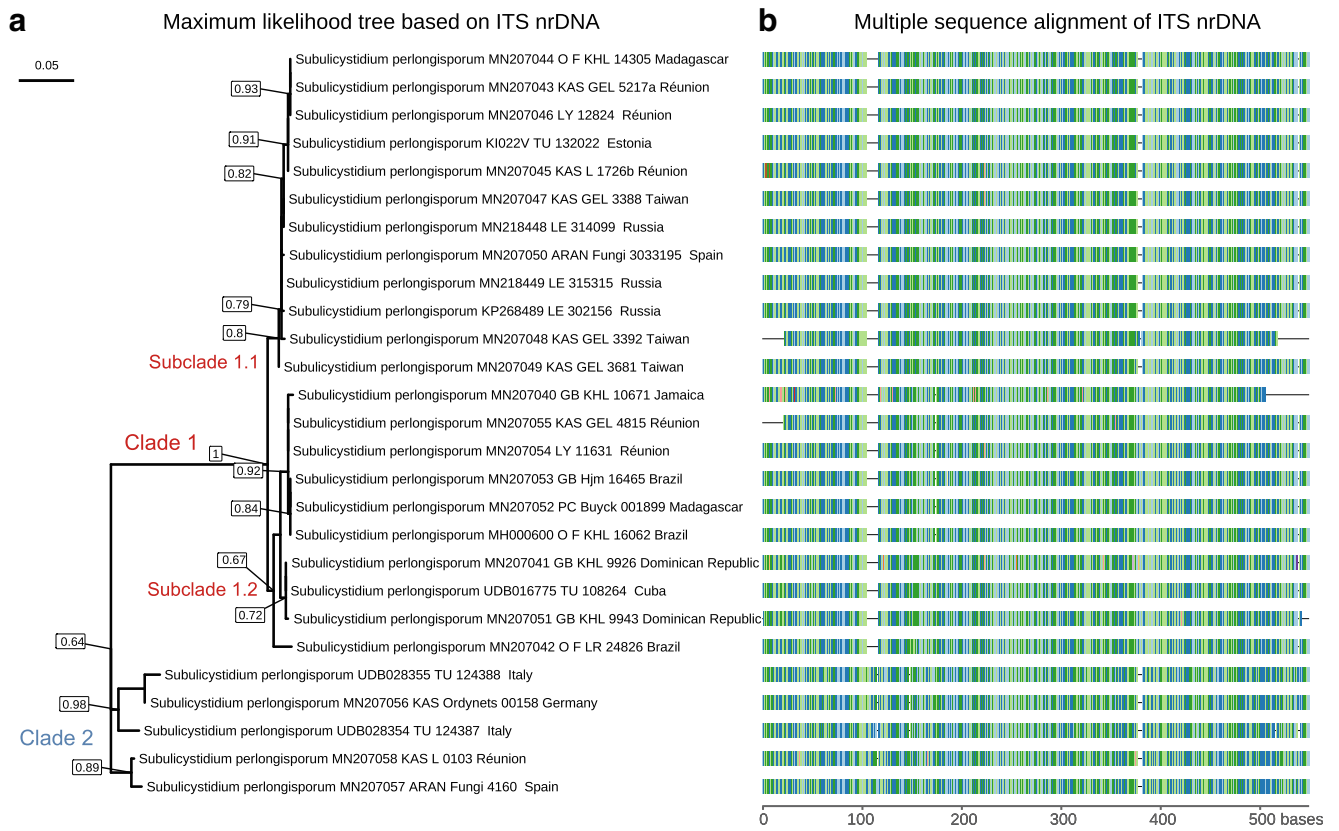 a
Maximum likelihood tree based on ITS nrDNA
b
Multiple sequence alignment of ITS nrDNA
0.05
Subulicystidium perlongisporum MN207044 O F KHL 14305 Madagascar
0.93
Subulicystidium perlongisporum MN207043 KAS GEL 5217a Réunion
Subulicystidium perlongisporum MN207046 LY 12824 Réunion
0.91
Subulicystidium perlongisporum KI022V TU 132022 Estonia
0.82
Subulicystidium perlongisporum MN207045 KAS L 1726b Réunion
Subulicystidium perlongisporum MN207047 KAS GEL 3388 Taiwan
Subulicystidium perlongisporum MN218448 LE 314099 Russia
Subulicystidium perlongisporum MN207050 ARAN Fungi 3033195 Spain
Subulicystidium perlongisporum MN218449 LE 315315 Russia
0.79
Subulicystidium perlongisporum KP268489 LE 302156 Russia
0.8
Subulicystidium perlongisporum MN207048 KAS GEL 3392 Taiwan
Subclade 1.1
Subulicystidium perlongisporum MN207049 KAS GEL 3681 Taiwan
Subulicystidium perlongisporum MN207040 GB KHL 10671 Jamaica
Subulicystidium perlongisporum MN207055 KAS GEL 4815 Réunion
Clade 1
1
Subulicystidium perlongisporum MN207054 LY 11631 Réunion
0.92
Subulicystidium perlongisporum MN207053 GB Hjm 16465 Brazil
0.84
Subulicystidium perlongisporum MN207052 PC Buyck 001899 Madagascar
Subulicystidium perlongisporum MH000600 O F KHL 16062 Brazil
0.67
Subulicystidium perlongisporum MN207041 GB KHL 9926 Dominican Republic
Subclade 1.2
Subulicystidium perlongisporum UDB016775 TU 108264 Cuba
0.72
Subulicystidium perlongisporum MN207051 GB KHL 9943 Dominican Republic
0.64
Subulicystidium perlongisporum MN207042 O F LR 24826 Brazil
Subulicystidium perlongisporum UDB028355 TU 124388 Italy
0.98
Subulicystidium perlongisporum MN207056 KAS Ordynets 00158 Germany
Clade 2
Subulicystidium perlongisporum UDB028354 TU 124387 Italy
0.89
Subulicystidium perlongisporum MN207058 KAS L 0103 Réunion
Subulicystidium perlongisporum MN207057 ARAN Fungi 4160 Spain
0 100 200 300 400 500 bases